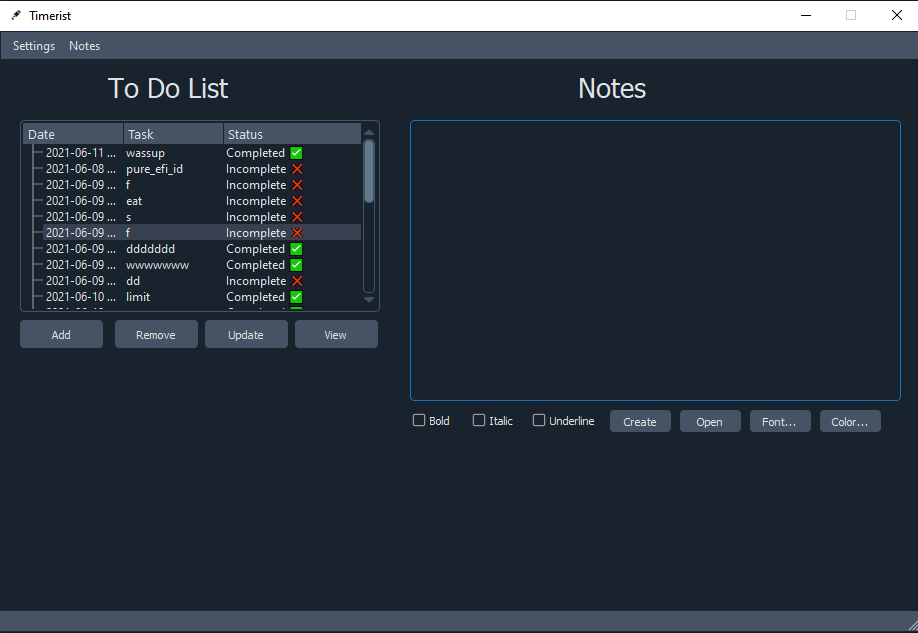 Timerist
Settings Notes
To Do List
Date Task Status
2021-06-11 ... wassup Completed ✅
2021-06-08 ... pure_efi_id Incomplete ❌
2021-06-09 ... f Incomplete ❌
2021-06-09 ... eat Incomplete ❌
2021-06-09 ... s Incomplete ❌
2021-06-09 ... f Incomplete ❌
2021-06-09 ... ddddddd Completed ✅
2021-06-09 ... wwwwwww Completed ✅
2021-06-09 ... dd Incomplete ❌
2021-06-10 ... limit Completed ✅
Add Remove Update View
Notes
Bold Italic Underline Create Open Font... Color...